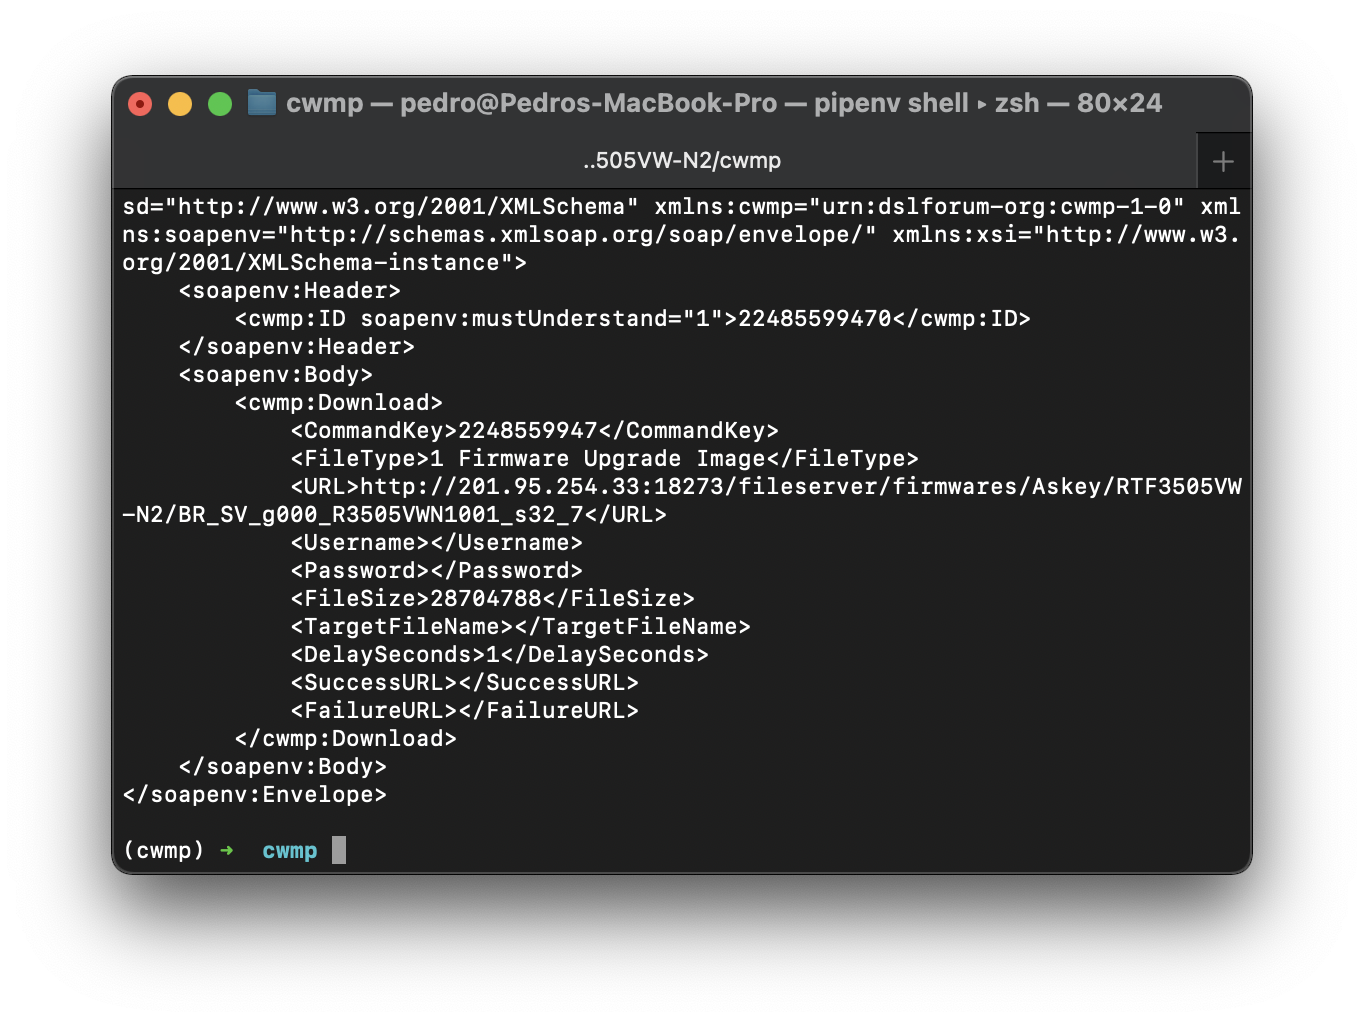 cwmp — pedro@Pedros-MacBook-Pro — pipenv shell ▸ zsh — 80×24
..505VW-N2/cwmp
sd="http://www.w3.org/2001/XMLSchema" xmlns:cwmp="urn:dslforum-org:cwmp-1-0" xml
ns:soapenv="http://schemas.xmlsoap.org/soap/envelope/" xmlns:xsi="http://www.w3.
org/2001/XMLSchema-instance">
    <soapenv:Header>
        <cwmp:ID soapenv:mustUnderstand="1">22485599470</cwmp:ID>
    </soapenv:Header>
    <soapenv:Body>
        <cwmp:Download>
            <CommandKey>2248559947</CommandKey>
            <FileType>1 Firmware Upgrade Image</FileType>
            <URL>http://201.95.254.33:18273/fileserver/firmwares/Askey/RTF3505VW
-N2/BR_SV_g000_R3505VWN1001_s32_7</URL>
            <Username></Username>
            <Password></Password>
            <FileSize>28704788</FileSize>
            <TargetFileName></TargetFileName>
            <DelaySeconds>1</DelaySeconds>
            <SuccessURL></SuccessURL>
            <FailureURL></FailureURL>
        </cwmp:Download>
    </soapenv:Body>
</soapenv:Envelope>
(cwmp) ➜  cwmp